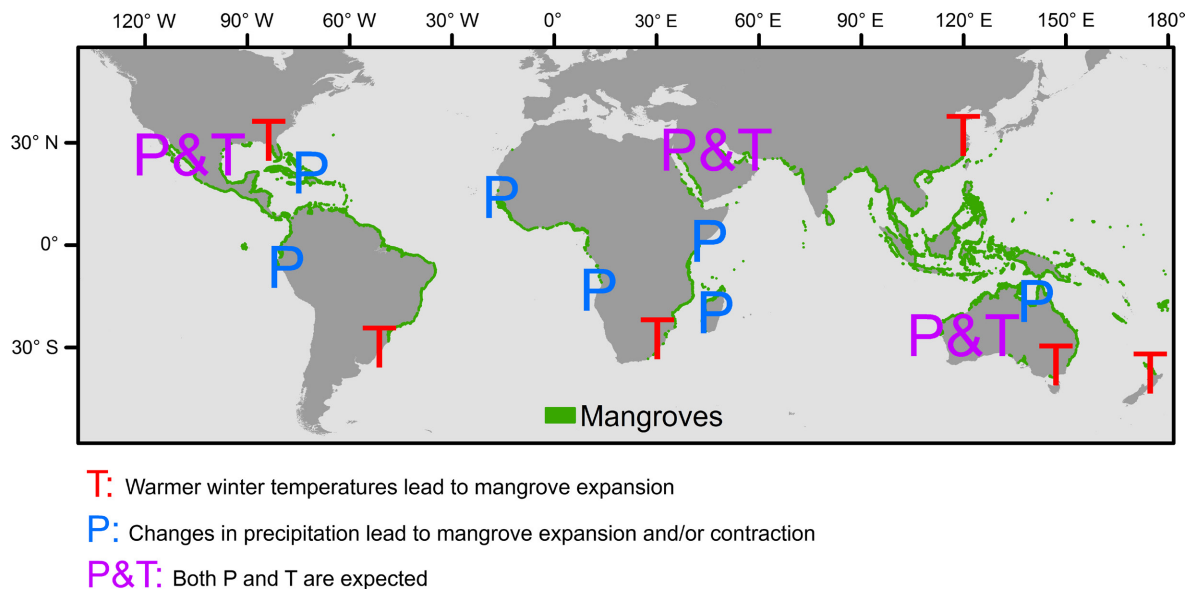 120° W 90° W 60° W 30° W 0° 30° E 60° E 90° E 120° E 150° E 180°
T T
30° N P&T P&T
P
P
0° P
P P
P P
T T P&T
30° S T T
Mangroves
T: Warmer winter temperatures lead to mangrove expansion
P: Changes in precipitation lead to mangrove expansion and/or contraction
P&T: Both P and T are expected